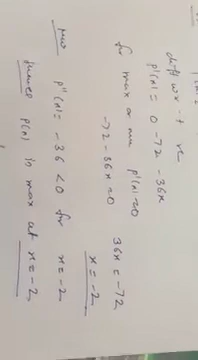 diff w.r.t x
p'(x) = 0 - 72 - 36x
for max or min p'(x) = 0
-72 - 36x = 0
36x = -72
x = -2
p''(x) = -36 < 0 for x = -2
p(x) is max at x = -2